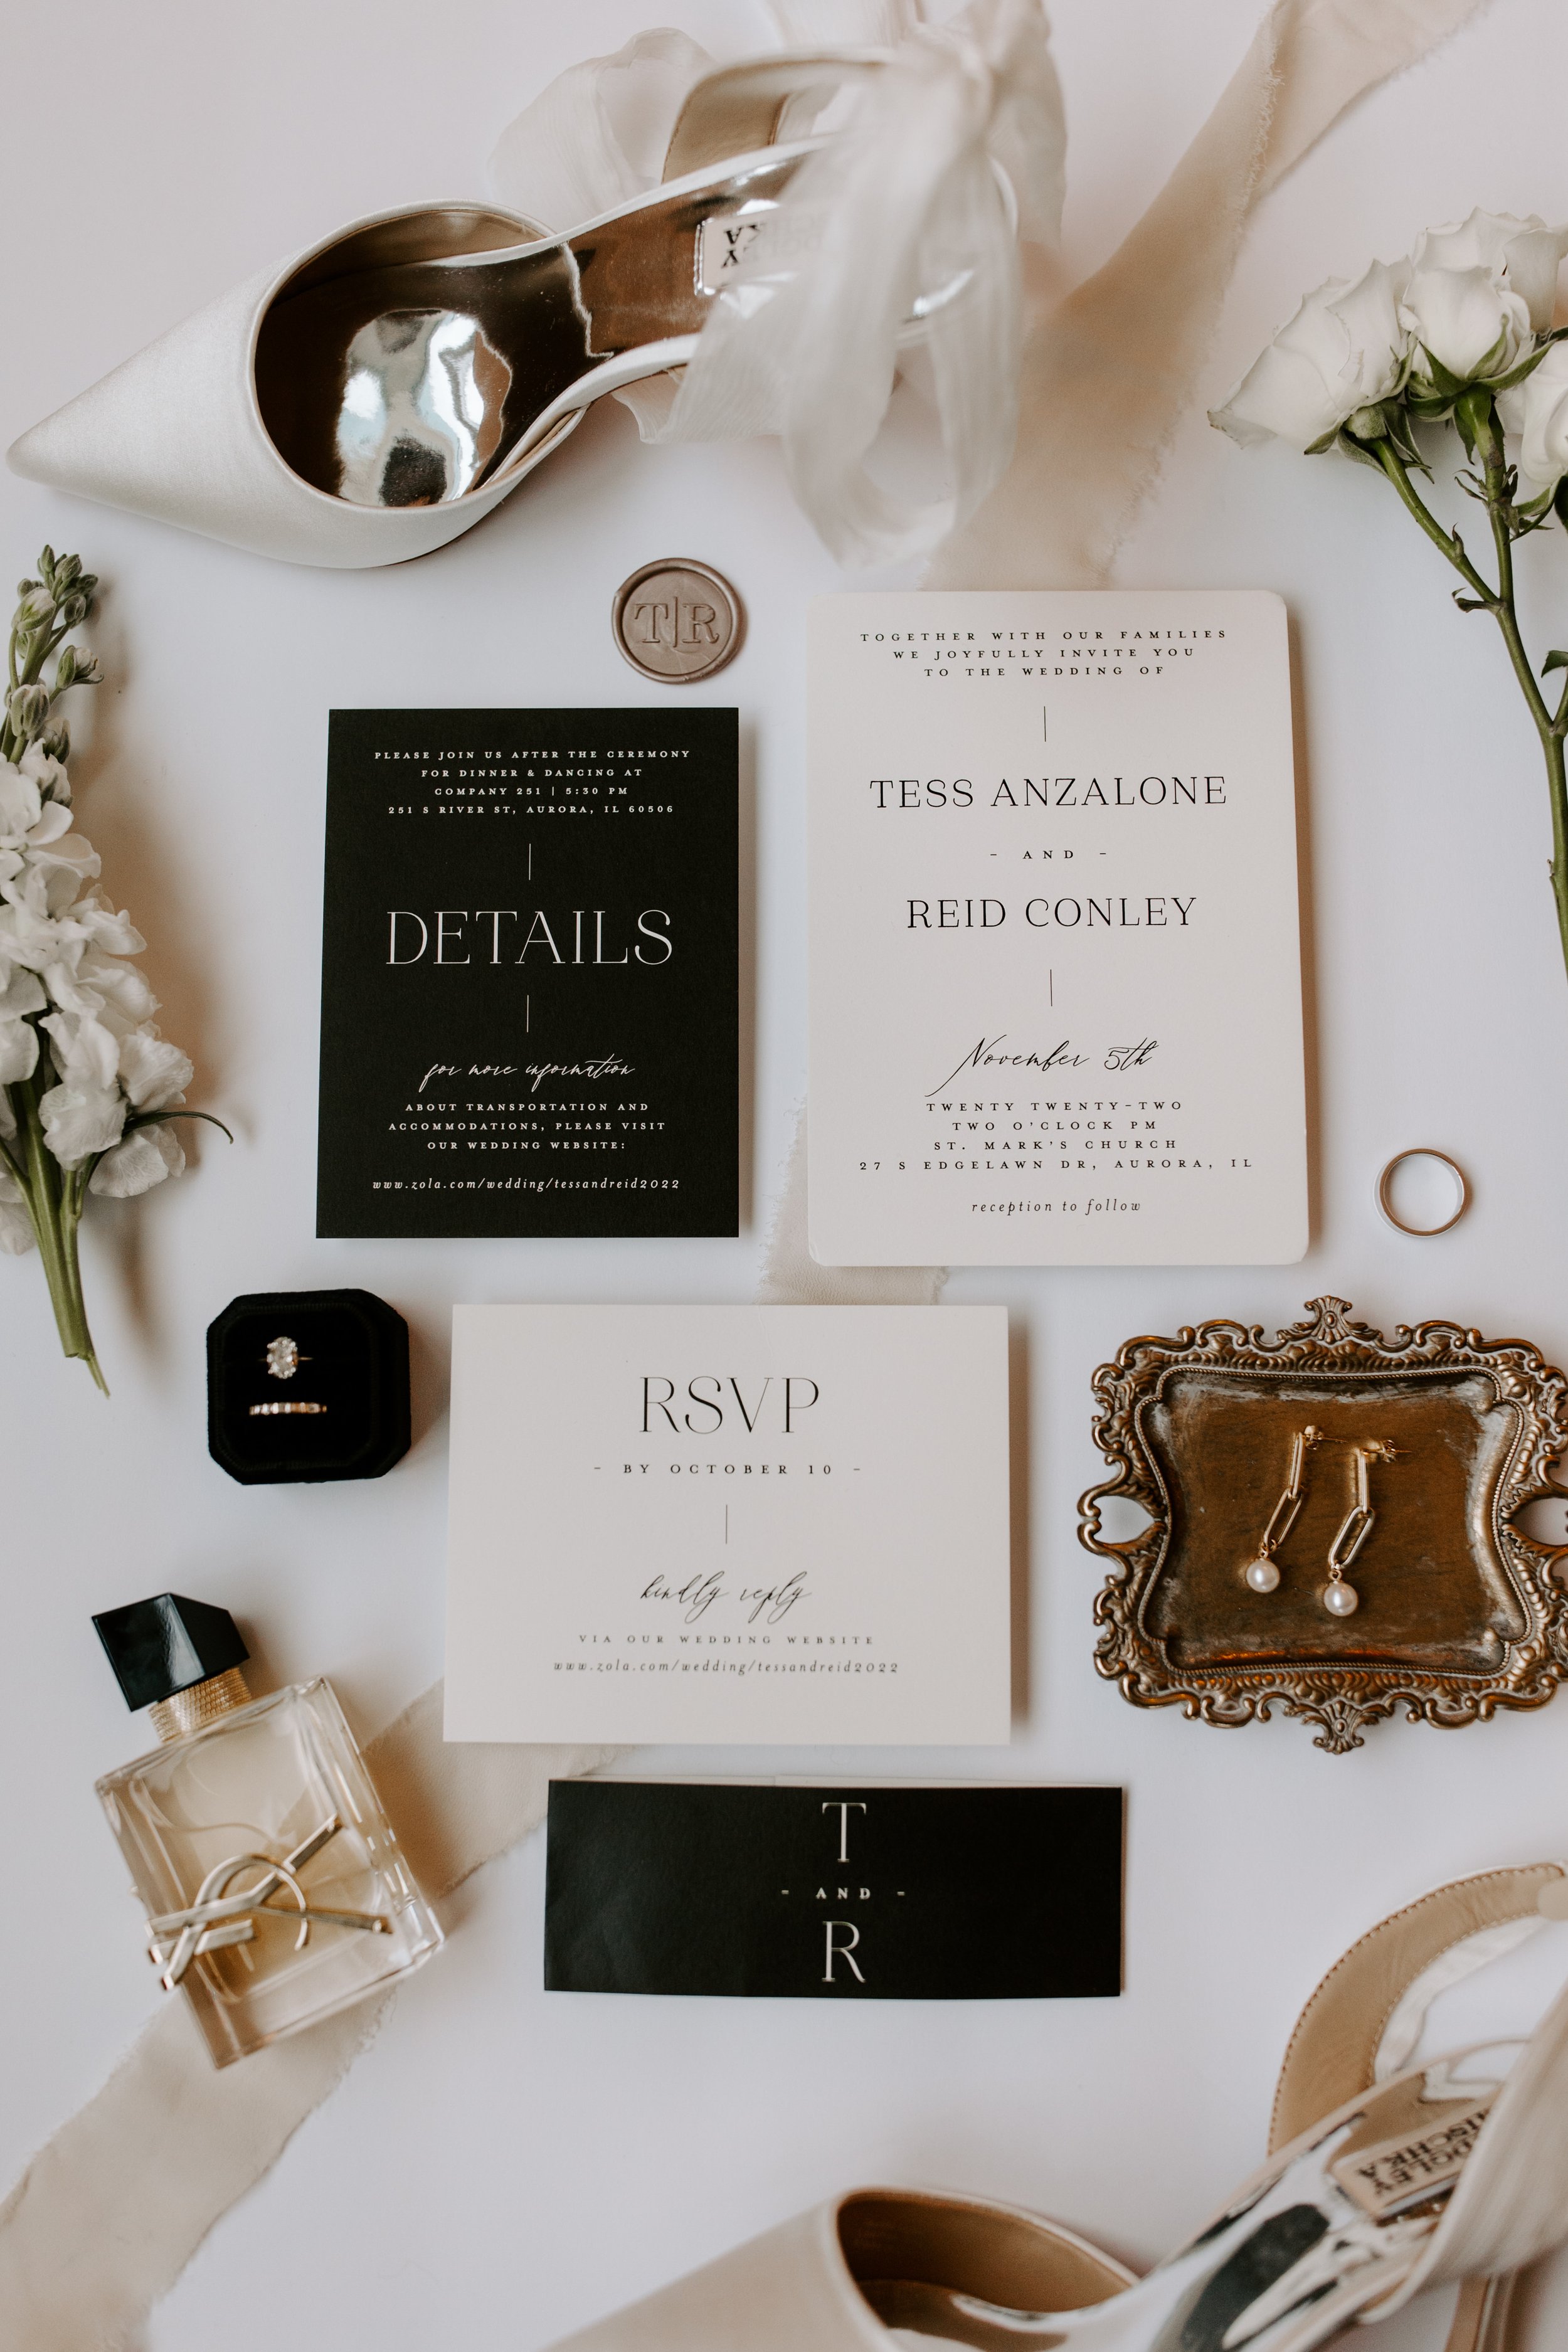 T|R
PLEASE JOIN US AFTER THE CEREMONY
FOR DINNER & DANCING AT
COMPANY 251 | 5:30 PM
251 S RIVER ST, AURORA, IL 60506
DETAILS
for more information
ABOUT TRANSPORTATION AND
ACCOMMODATIONS, PLEASE VISIT
OUR WEDDING WEBSITE:
www.zola.com/wedding/tessandreid2022
TOGETHER WITH OUR FAMILIES
WE JOYFULLY INVITE YOU
TO THE WEDDING OF
TESS ANZALONE
- AND -
REID CONLEY
November 5th
TWENTY TWENTY-TWO
TWO O'CLOCK PM
ST. MARK'S CHURCH
27 S EDGELAWN DR, AURORA, IL
reception to follow
RSVP
- BY OCTOBER 10 -
kindly reply
VIA OUR WEDDING WEBSITE
www.zola.com/wedding/tessandreid2022
YSL
T
- AND -
R